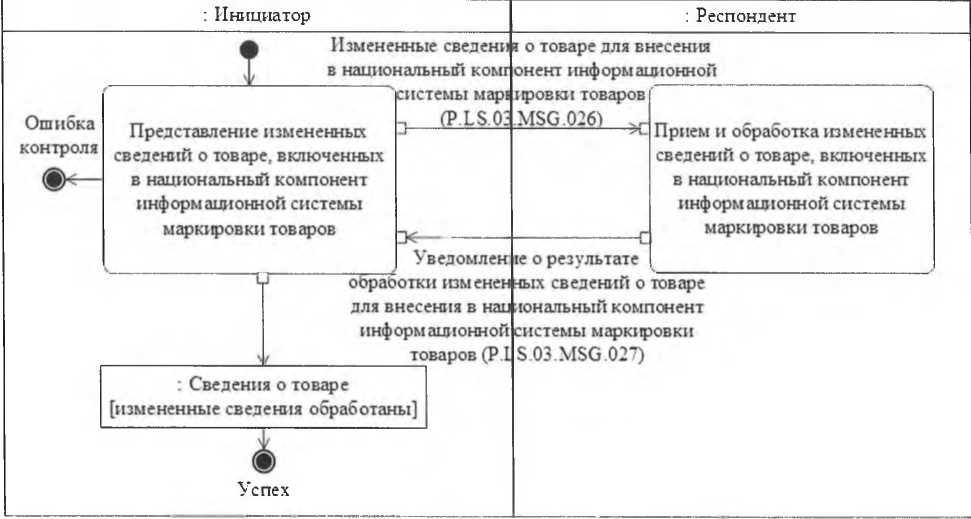 : Инициатор
: Респондент
Измененные сведения о товаре для внесения
в национальный компонент информационной
системы маркировки товаров
(P.LS.03.MSG.026)
Ошибка
контроля
Представление измененных
сведений о товаре, включенных
в национальный компонент
информационной системы
маркировки товаров
Прием и обработка измененных
сведений о товаре, включенных
в национальный компонент
информационной системы
маркировки товаров
Уведомление о результате
обработки измененных сведений о товаре
для внесения в национальный компонент
информационной системы маркировки
товаров (P.LS.03.MSG.027)
: Сведения о товаре
[измененные сведения обработаны]
Успех